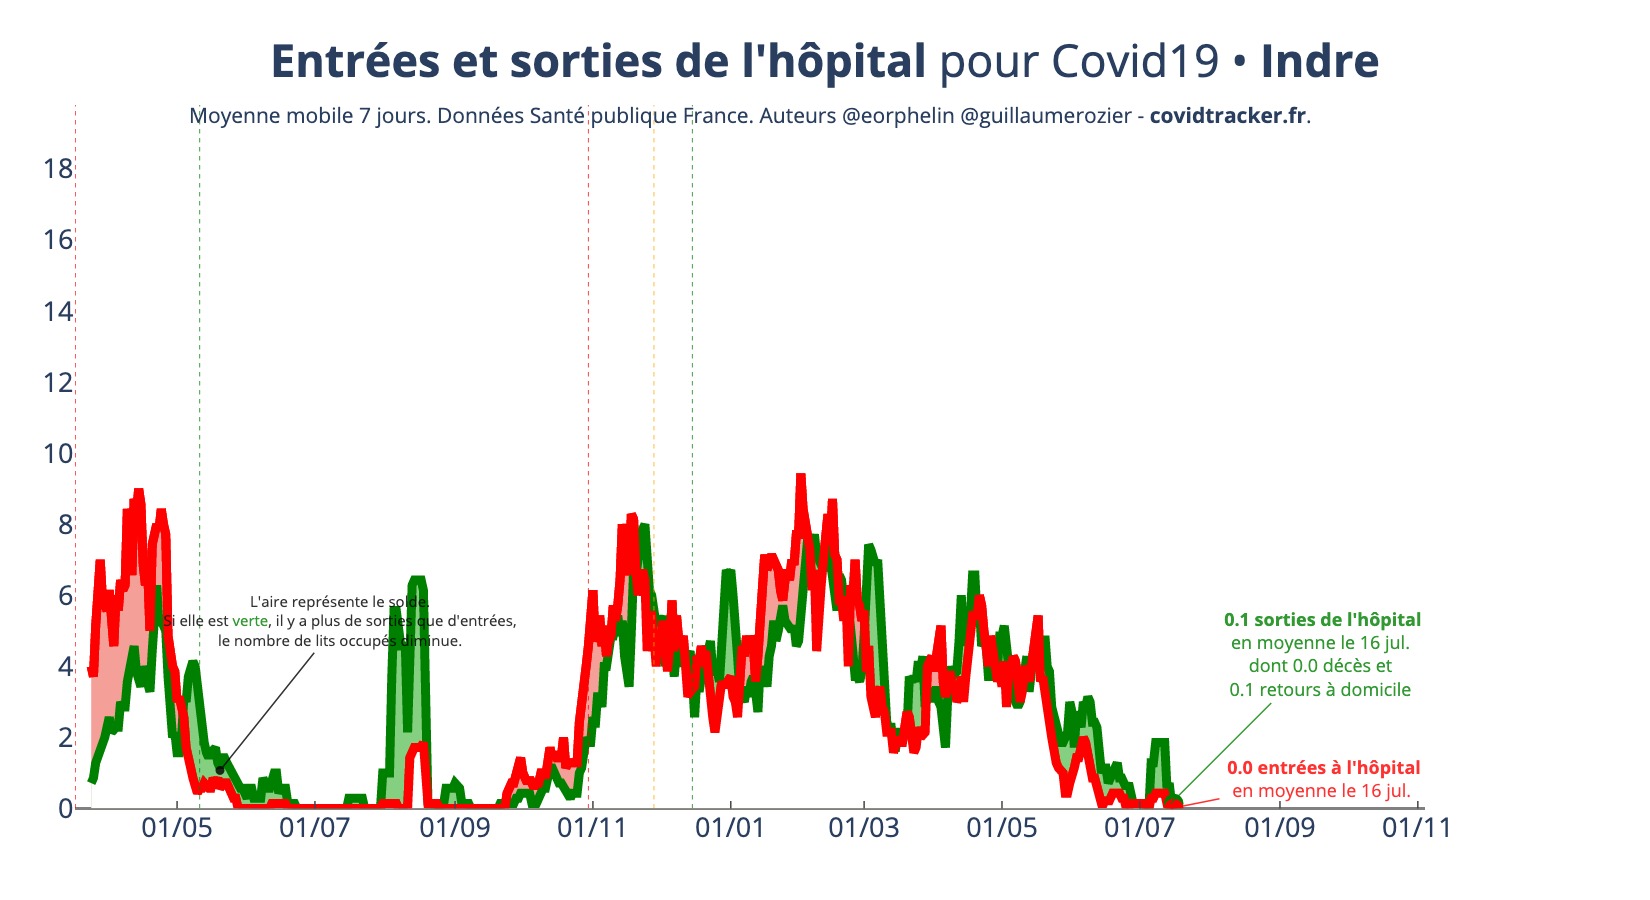 Entrées et sorties de l'hôpital pour Covid19 • Indre
Moyenne mobile 7 jours. Données Santé publique France. Auteurs @eorphelin @guillaumerozier - covidtracker.fr.
18
16
14
12
10
8
6
4
2
0
L'aire représente le solde.
Si elle est verte, il y a plus de sorties que d'entrées,
le nombre de lits occupés diminue.
0.1 sorties de l'hôpital
en moyenne le 16 jul.
dont 0.0 décès et
0.1 retours à domicile
0.0 entrées à l'hôpital
en moyenne le 16 jul.
01/05 01/07 01/09 01/11 01/01 01/03 01/05 01/07 01/09 01/11